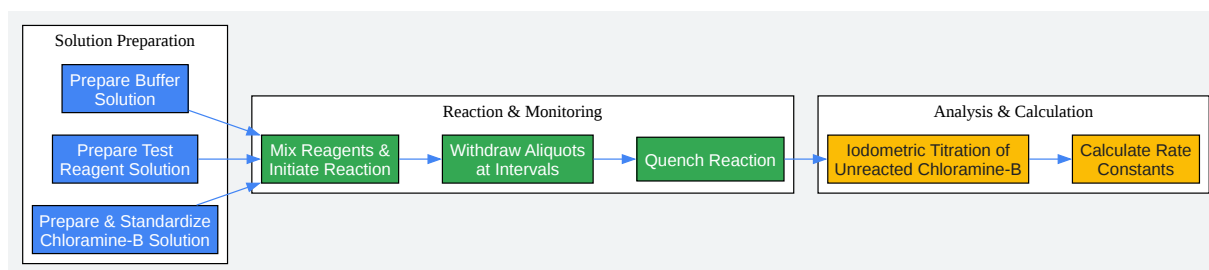 Solution Preparation
Prepare Buffer
Solution
Prepare Test
Reagent Solution
Prepare & Standardize
Chloramine-B Solution
Reaction & Monitoring
Mix Reagents &
Initiate Reaction
Withdraw Aliquots
at Intervals
Quench Reaction
Analysis & Calculation
Iodometric Titration of
Unreacted Chloramine-B
Calculate Rate
Constants